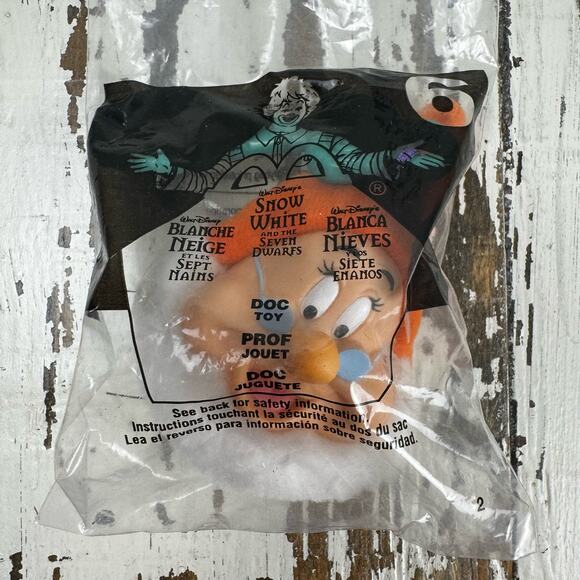 6
Walt Disney's
BLANCHE
NEIGE
ET LES
SEPT
NAINS
Walt Disney's
SNOW
WHITE
AND THE
SEVEN
DWARFS
Walt Disney's
BLANCA
NIEVES
Y LOS
SIETE
ENANOS
®
DOC
TOY
PROF
JOUET
DOC
JUGUETE
See back for safety information.
Instructions touchant la sécurité au dos du sac
Lea el reverso para información sobre seguridad.
2